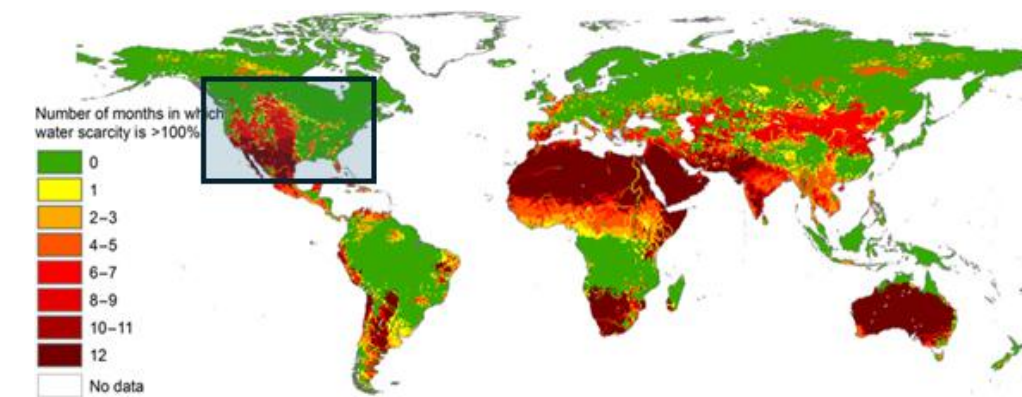 Number of months in which
water scarcity is >100%
0
1
2–3
4–5
6–7
8–9
10–11
12
No data